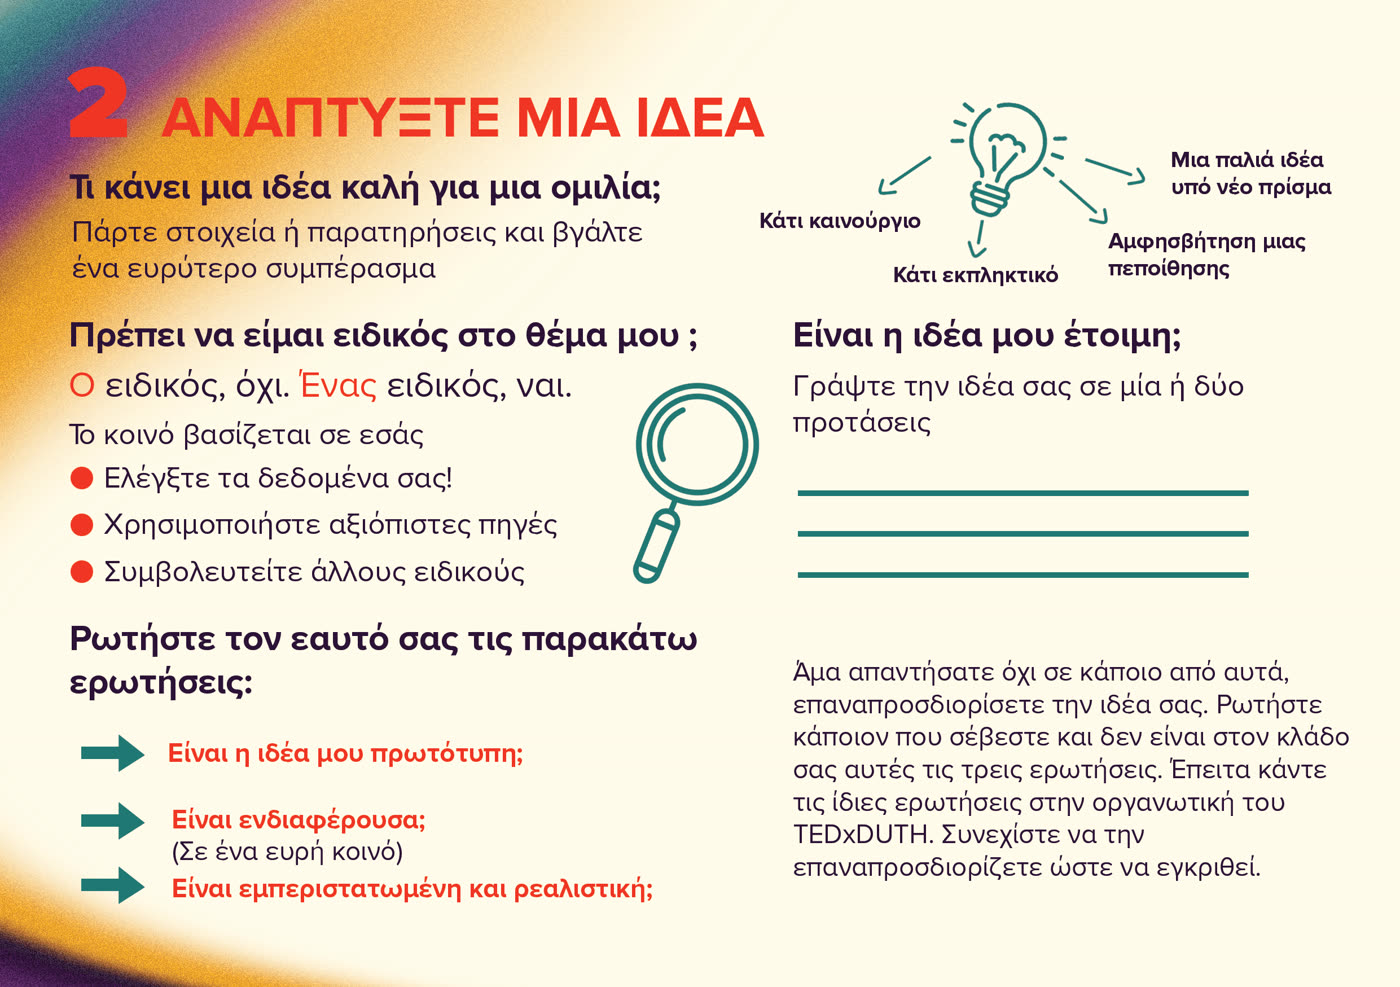 2 ΑΝΑΠΤΥΞΤΕ ΜΙΑ ΙΔΕΑ
Τι κάνει μια ιδέα καλή για μια ομιλία;
Πάρτε στοιχεία ή παρατηρήσεις και βγάλτε
ένα ευρύτερο συμπέρασμα
Μια παλιά ιδέα
υπό νέο πρίσμα
Κάτι καινούργιο
Αμφησβήτηση μιας
πεποίθησης
Κάτι εκπληκτικό
Πρέπει να είμαι ειδικός στο θέμα μου ;
Ο ειδικός, όχι. Ένας ειδικός, ναι.
Το κοινό βασίζεται σε εσάς
Ελέγξτε τα δεδομένα σας!
Χρησιμοποιήστε αξιόπιστες πηγές
Συμβολευτείτε άλλους ειδικούς
Είναι η ιδέα μου έτοιμη;
Γράψτε την ιδέα σας σε μία ή δύο
προτάσεις
Ρωτήστε τον εαυτό σας τις παρακάτω
ερωτήσεις:
Είναι η ιδέα μου πρωτότυπη;
Είναι ενδιαφέρουσα;
(Σε ένα ευρή κοινό)
Είναι εμπεριστατωμένη και ρεαλιστική;
Άμα απαντήσατε όχι σε κάποιο από αυτά,
επαναπροσδιορίσετε την ιδέα σας. Ρωτήστε
κάποιον που σέβεστε και δεν είναι στον κλάδο
σας αυτές τις τρεις ερωτήσεις. Έπειτα κάντε
τις ίδιες ερωτήσεις στην οργανωτική του
TEDxDUTH. Συνεχίστε να την
επαναπροσδιορίζετε ώστε να εγκριθεί.